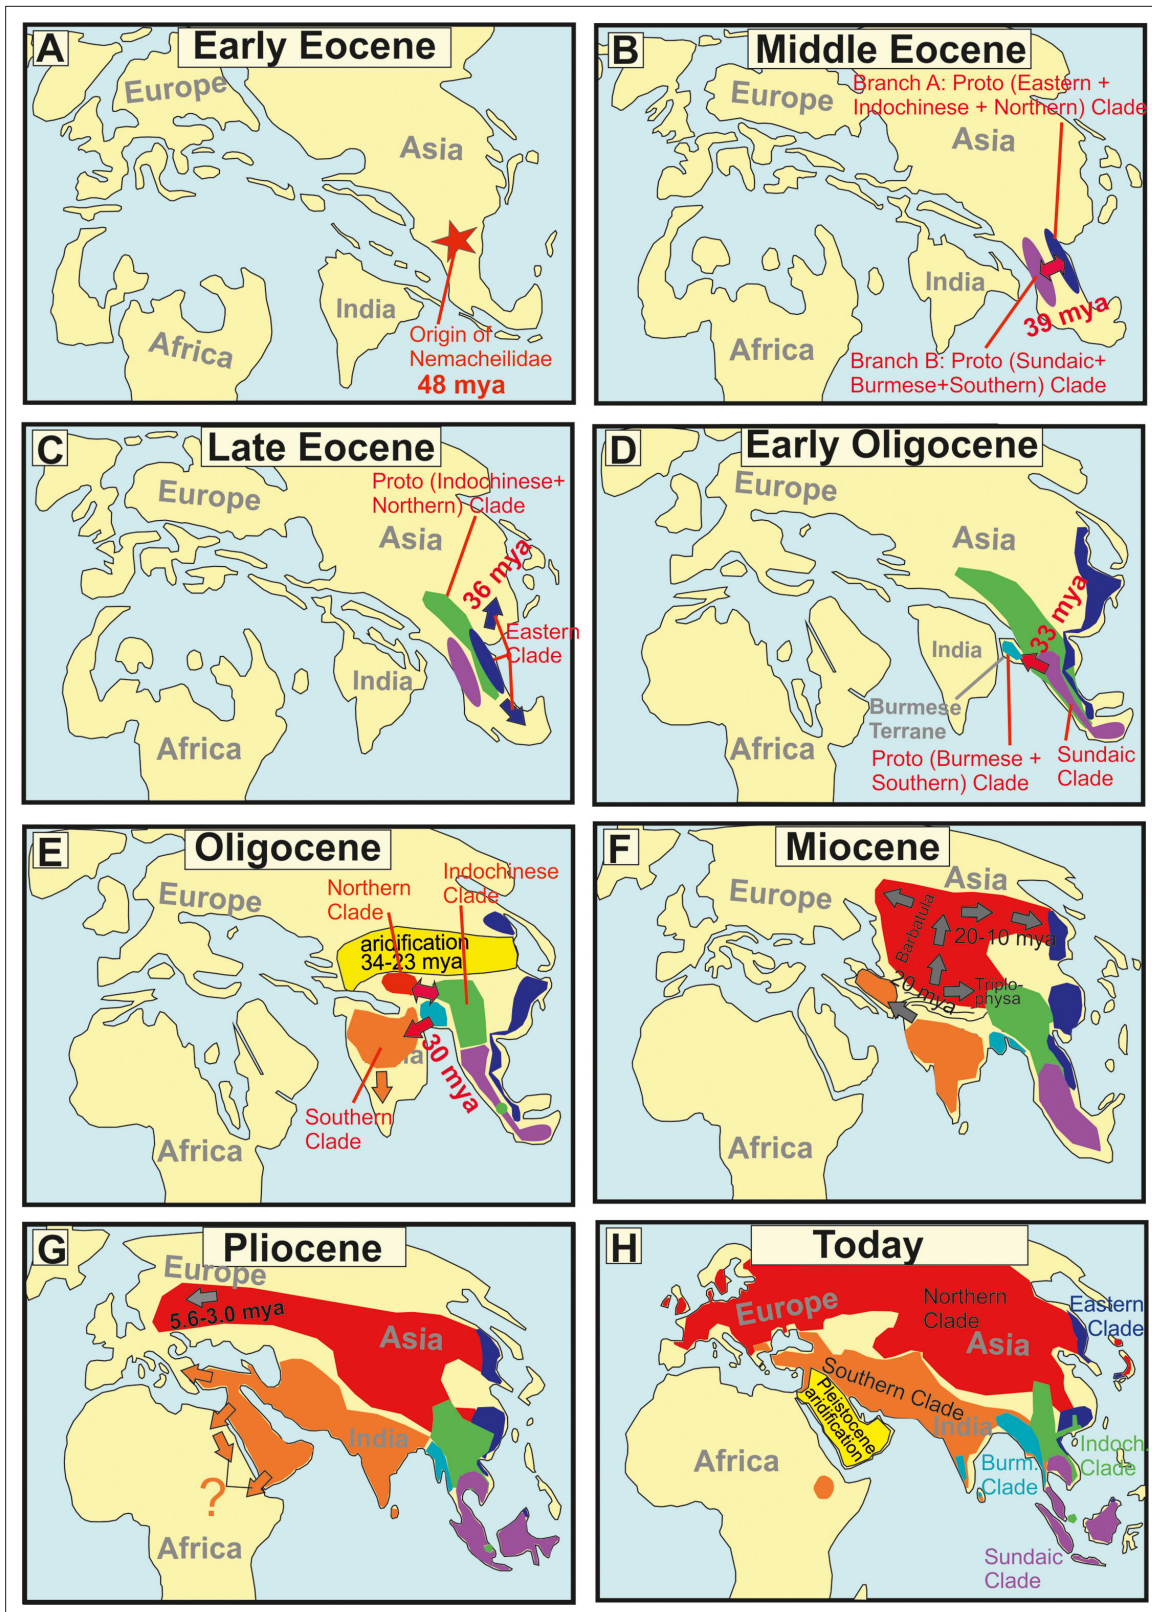 A
Early Eocene
Europe
Asia
India
Africa
Origin of
Nemacheilidae
48 mya
B
Middle Eocene
Branch A: Proto (Eastern +
Indochinese + Northern) Clade
Europe
Asia
India
39 mya
Africa
Branch B: Proto (Sundaic+
Burmese+Southern) Clade
C
Late Eocene
Proto (Indochinese+
Northern) Clade
Europe
Asia
36 mya
Eastern
Clade
India
Africa
D
Early Oligocene
Europe
Asia
33 mya
India
Burmese
Terrane
Africa
Proto (Burmese +
Southern) Clade
Sundaic
Clade
E
Oligocene
Indochinese
Clade
Northern
Clade
Europe
aridification
34-23 mya
30 mya
Southern
Clade
Africa
F
Miocene
Asia
Europe
Barbatula
20-10 mya
20 mya
Triplo-
physa
Africa
G
Pliocene
Europe
5.6-3.0 mya
Asia
India
?
Africa
H
Today
Northern
Clade
Eastern
Clade
Europe
Asia
Southern Clade
Pleistocene
aridification
India
Africa
Burm.
Clade
Indoch.
Clade
Sundaic
Clade